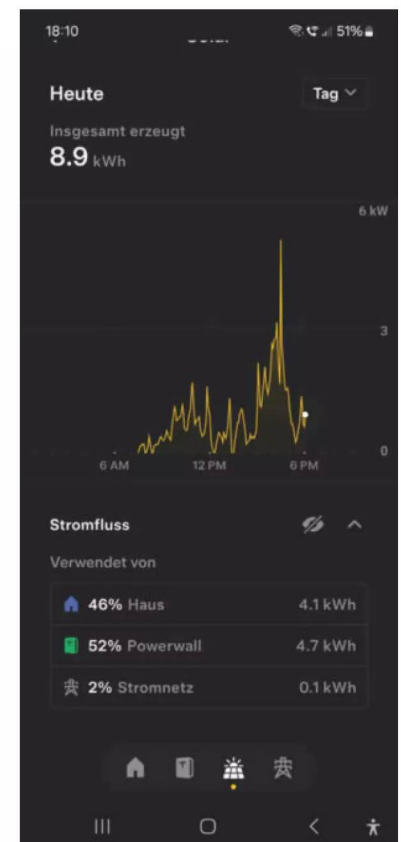 18:10 51%
Heute Tag
Insgesamt erzeugt
8.9 kWh
6 kW
3
0
6 AM 12 PM 6 PM
Stromfluss
Verwendet von
46% Haus 4.1 kWh
52% Powerwall 4.7 kWh
2% Stromnetz 0.1 kWh